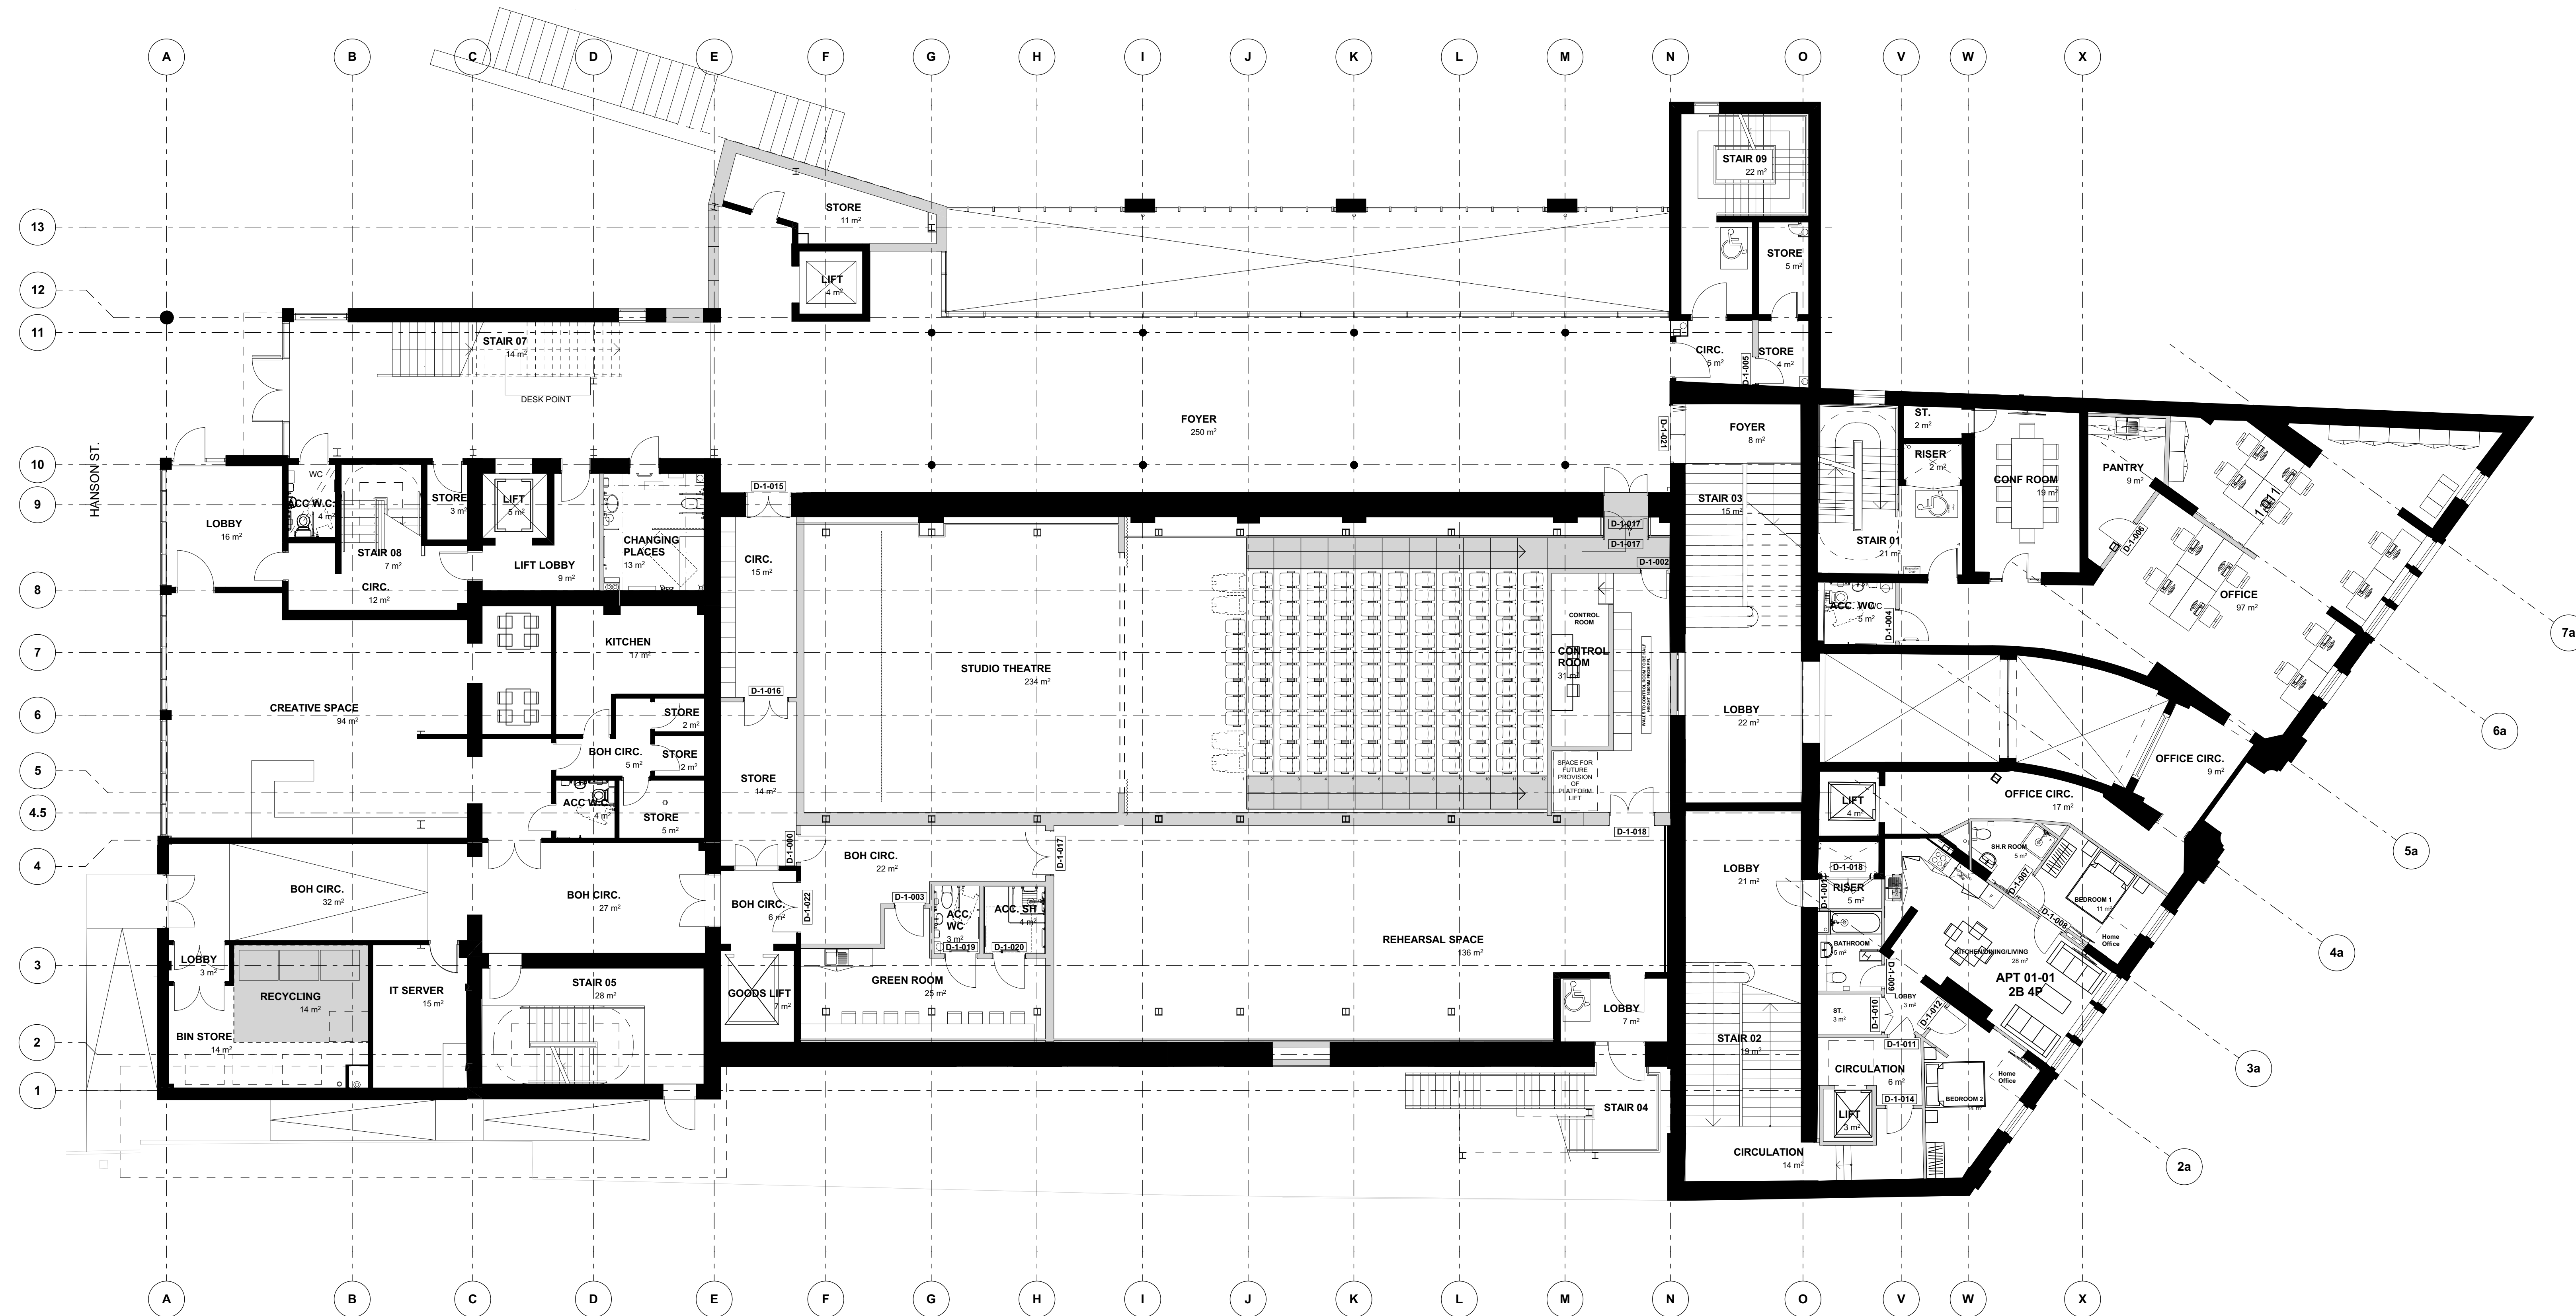 A B C D E F G H I J K L M N O V W X
13
12
11
10
9
8
7
6
5
4.5
4
3
2
1
7a
6a
5a
4a
3a
2a
HANSON ST.
STORE
11 m²
LIFT
4 m²
STAIR 09
22 m²
STORE
5 m²
STAIR 07
14 m²
DESK POINT
CIRC.
5 m²
D-1-005
STORE
4 m²
FOYER
250 m²
D-1-021
FOYER
8 m²
ST.
2 m²
RISER
2 m²
CONF ROOM
19 m²
PANTRY
9 m²
D-1-006
OFFICE
97 m²
STAIR 01
21 m²
ACC. WC
5 m²
D-1-004
LOBBY
16 m²
WC
ACC W.C.
4 m²
STAIR 08
7 m²
STORE
3 m²
LIFT
5 m²
LIFT LOBBY
9 m²
CHANGING
PLACES
13 m²
CIRC.
12 m²
D-1-015
CIRC.
15 m²
D-1-016
STORE
14 m²
STUDIO THEATRE
234 m²
D-1-017
D-1-017
D-1-002
CONTROL
ROOM
CONTROL
ROOM
31 m²
WALLS TO CONTROL ROOM TO BE HALF
HEIGHT 1600MM FROM FFL
SPACE FOR
FUTURE
PROVISION
OF
PLATFORM
LIFT
D-1-018
STAIR 03
15 m²
LOBBY
22 m²
OFFICE CIRC.
9 m²
OFFICE CIRC.
17 m²
LIFT
4 m²
KITCHEN
17 m²
STORE
2 m²
STORE
2 m²
BOH CIRC.
5 m²
ACC W.C.
4 m²
STORE
5 m²
CREATIVE SPACE
94 m²
BOH CIRC.
32 m²
BOH CIRC.
27 m²
BOH CIRC.
6 m²
D-1-000
D-1-022
BOH CIRC.
22 m²
D-1-003
D-1-017
ACC.
WC
3 m²
D-1-019
ACC. SH
4 m²
D-1-020
GREEN ROOM
25 m²
GOODS LIFT
7 m²
REHEARSAL SPACE
136 m²
LOBBY
7 m²
STAIR 04
LOBBY
3 m²
RECYCLING
14 m²
BIN STORE
14 m²
IT SERVER
15 m²
STAIR 05
28 m²
LOBBY
21 m²
STAIR 02
19 m²
CIRCULATION
14 m²
D-1-018
D-1-001
RISER
5 m²
BATHROOM
5 m²
D-1-009
LOBBY
3 m²
ST.
3 m²
D-1-010
D-1-011
D-1-012
CIRCULATION
6 m²
D-1-014
LIFT
3 m²
SH.R ROOM
5 m²
D-1-007
BEDROOM 1
11 m²
D-1-008
Home
Office
KITCHEN/DINING/LIVING
28 m²
APT 01-01
2B 4P
BEDROOM 2
14 m²
Home
Office
A B C D E F G H I J K L M N O V W X